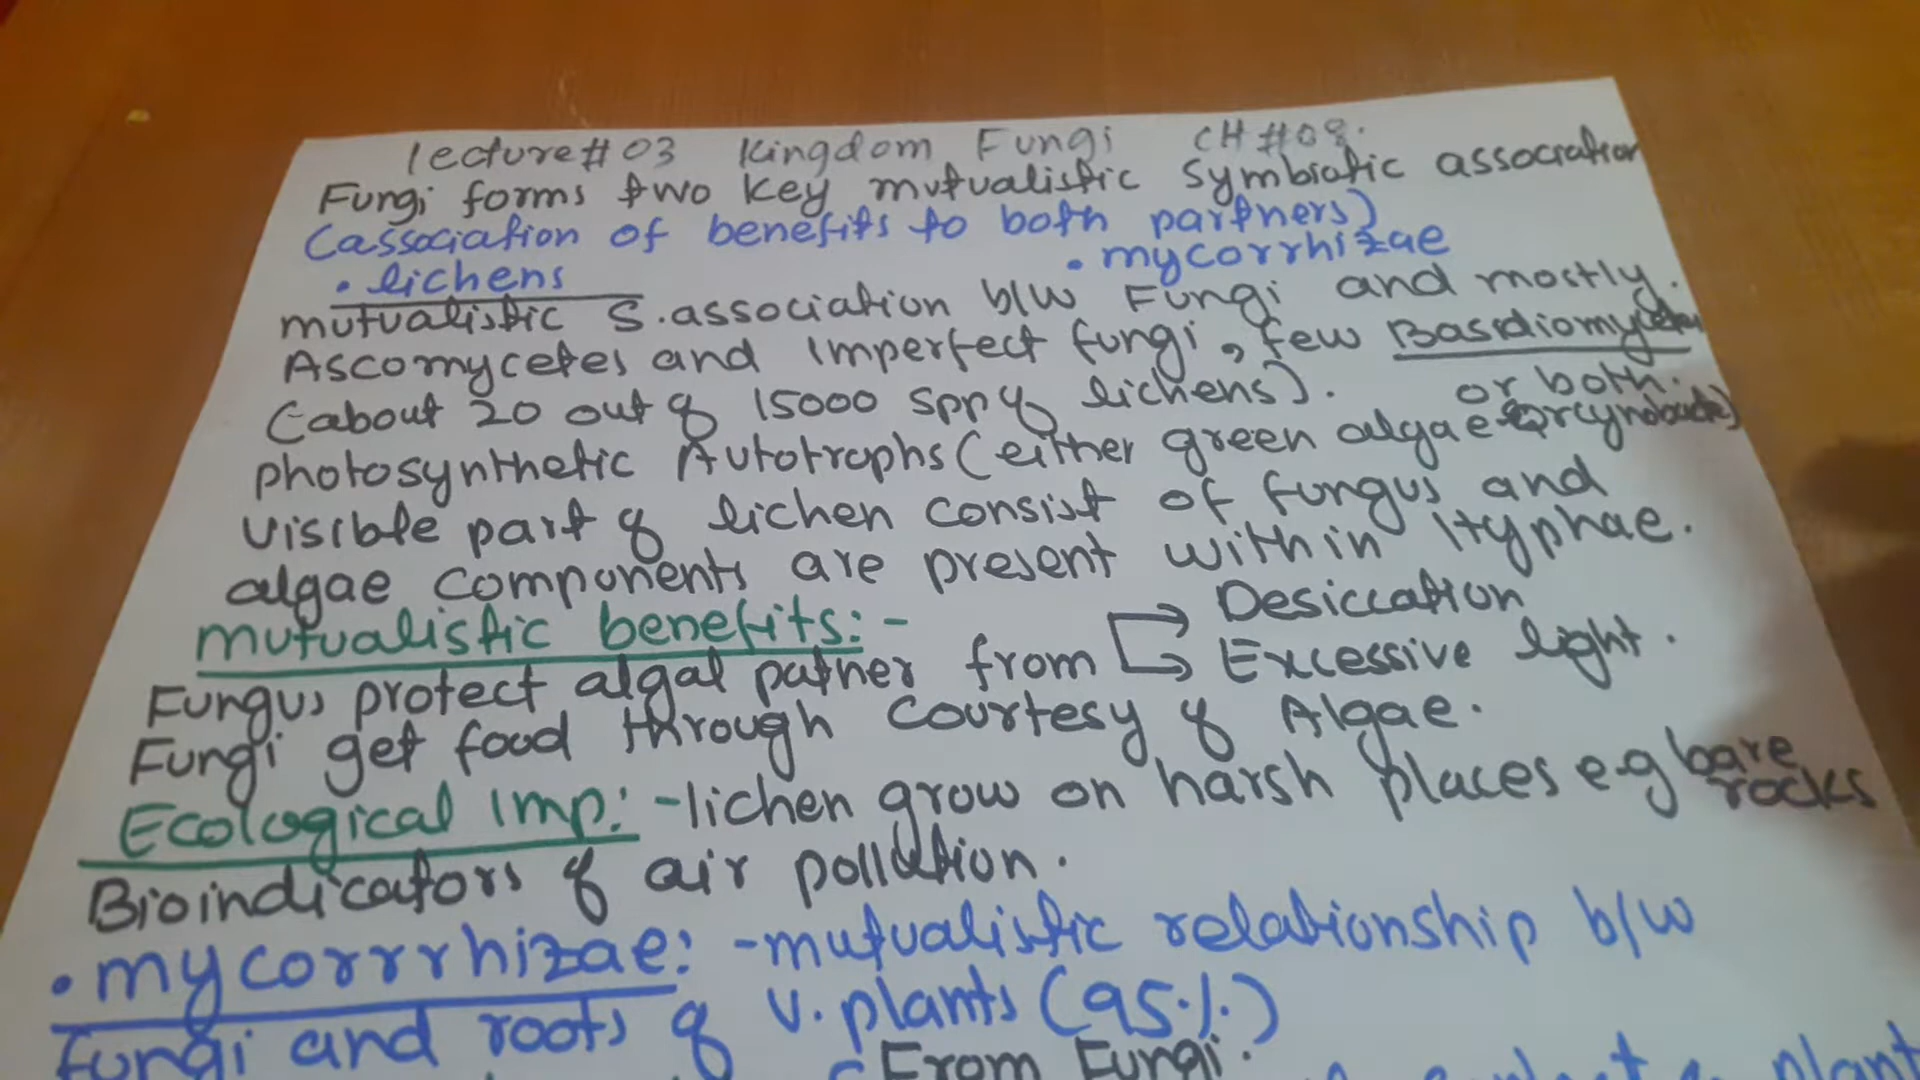 lecture#03 Kingdom Fungi CH#08.
Fungi forms two key mutualistic symbiotic association
(association of benefits to both partners)
• lichens • mycorrhizae
mutualistic S.association b/w Fungi and mostly.
Ascomycetes and Imperfect fungi, few
(about 20 out of 15000 spp of lichens). or both.
photosynthetic Autotrophs (either green algae or
Visible part of lichen consist of fungus and
algae components are present within Hyphae.
mutualistic benefits:-
Desiccation
Fungus protect algal patner from Excessive light.
Fungi get food through courtesy of Algae.
Ecological Imp: -lichen grow on harsh places e-g bare rocks
Bioindicators of air pollution.
• mycorrrhizae: -mutualistic relationship b/w
fungi and roots of V. plants (95%)
From Fungi.
plant